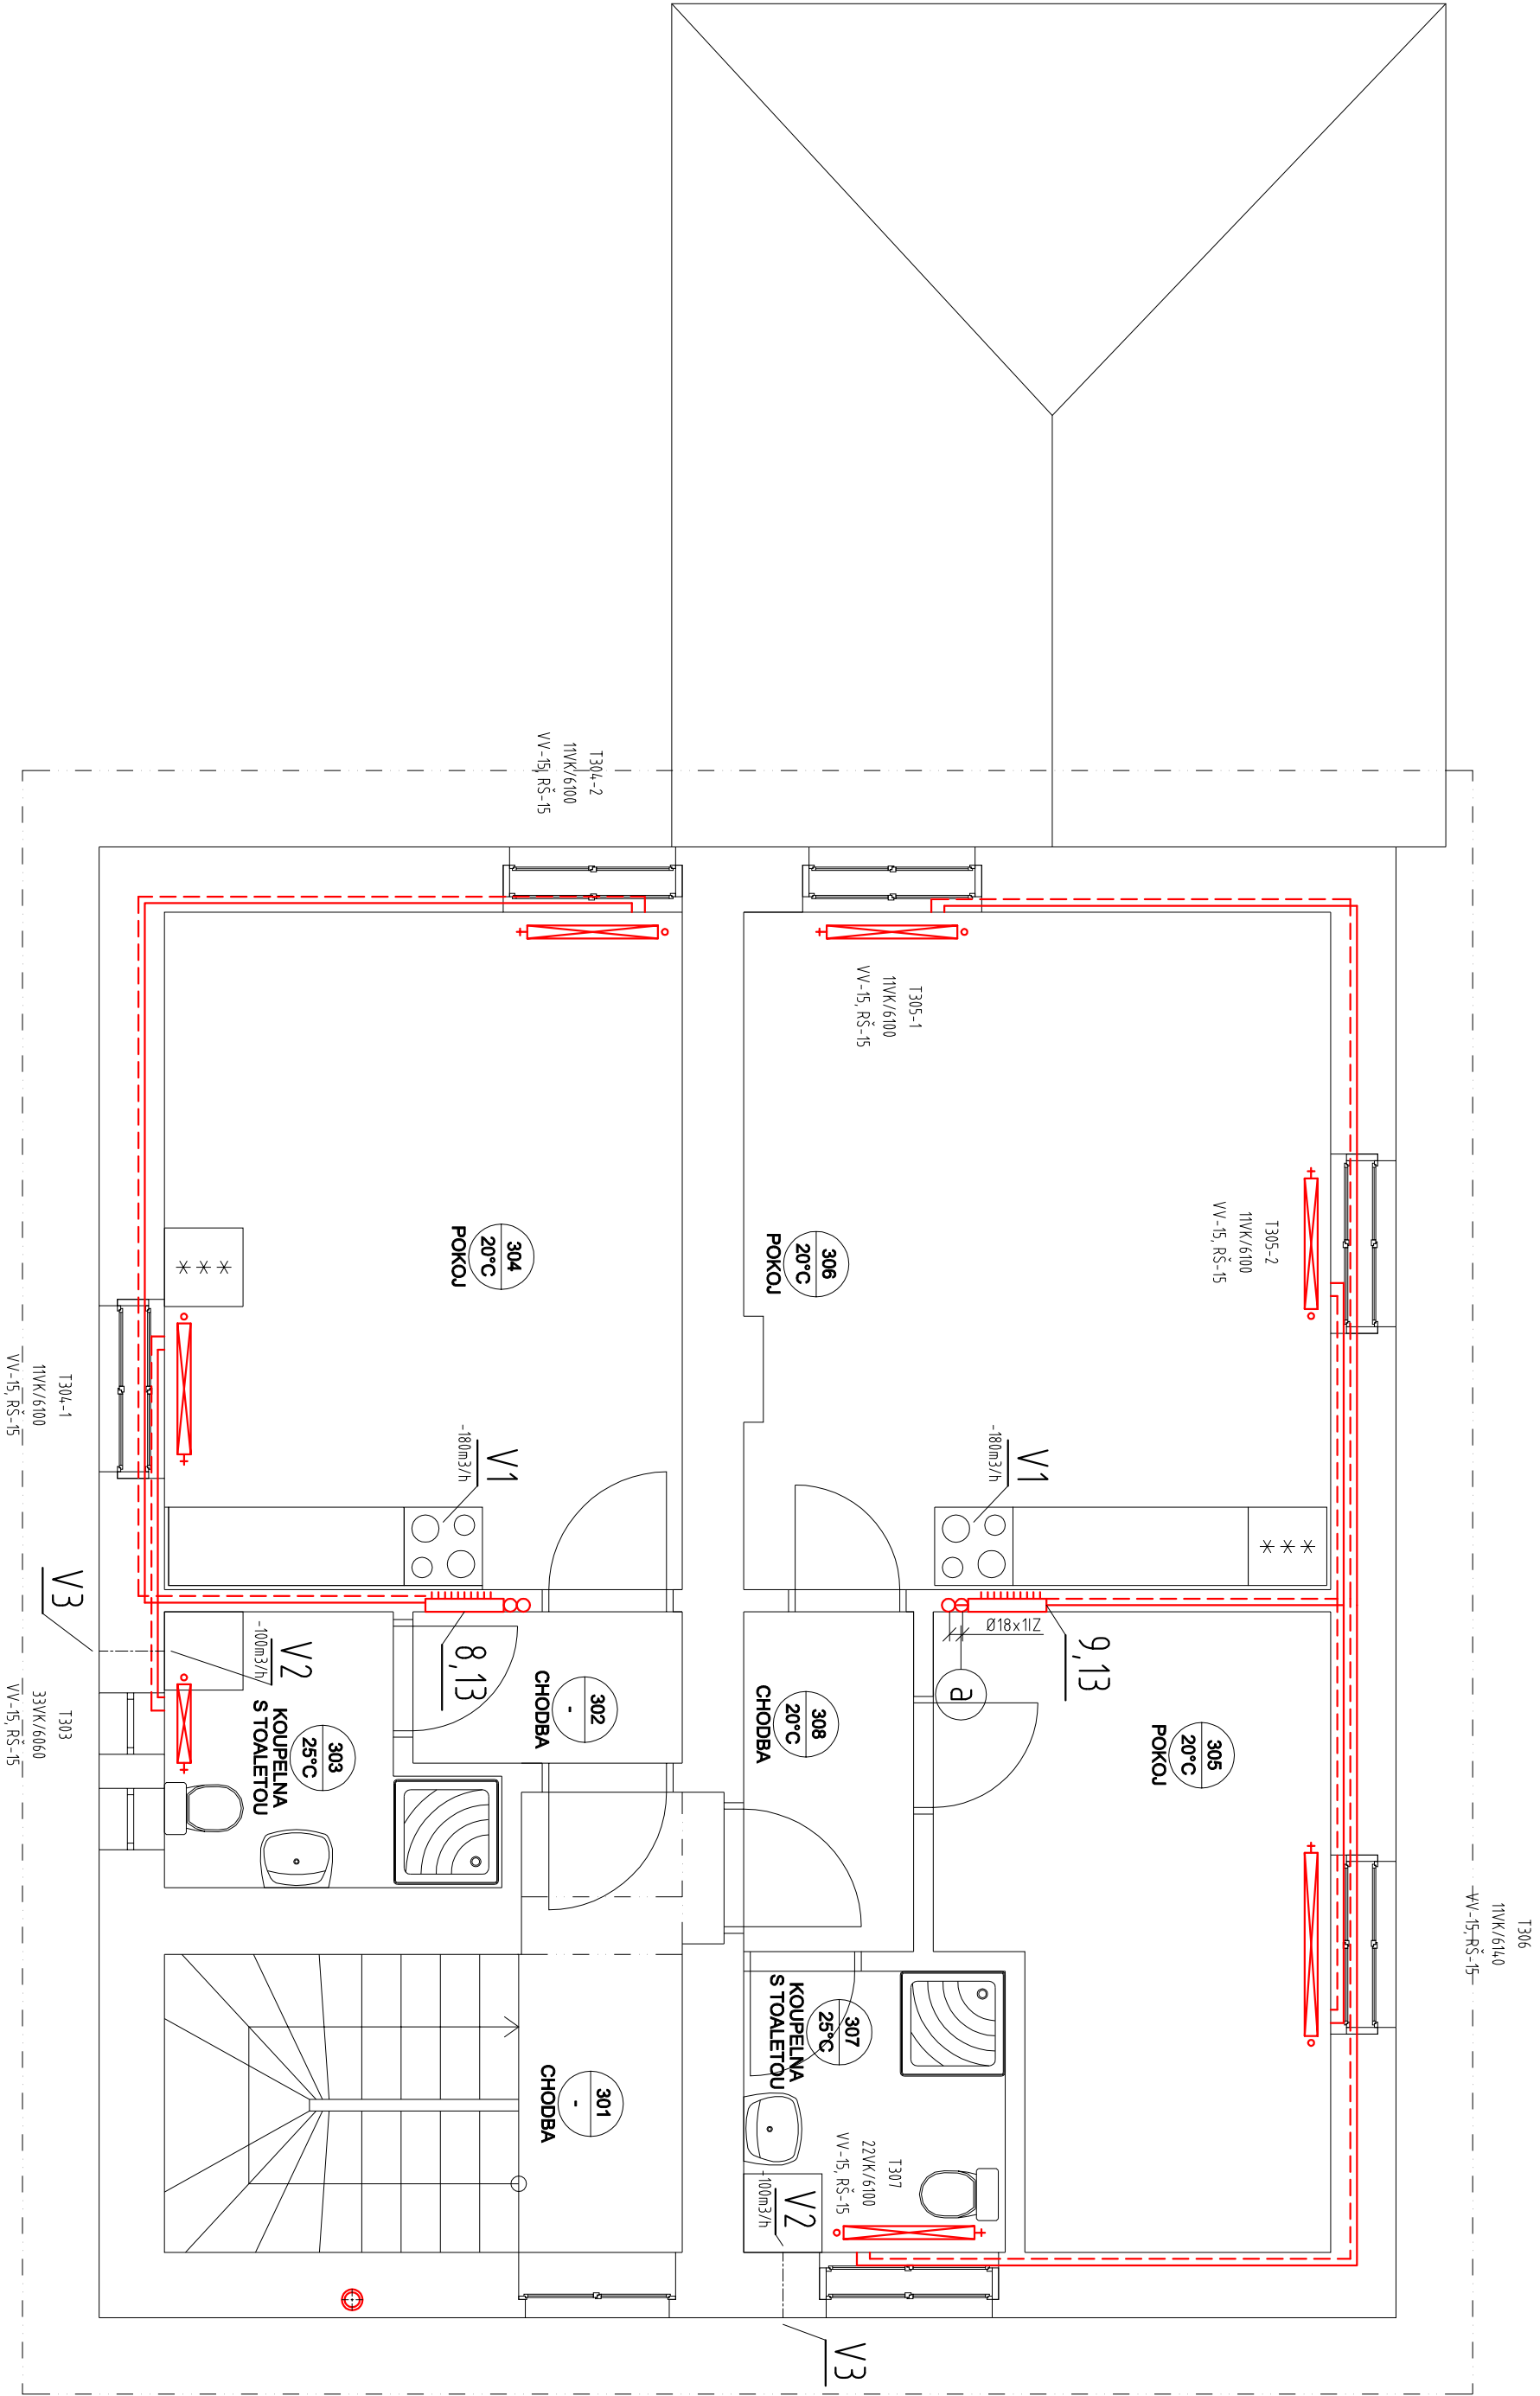 T306
11VK/6140
VV-15, RŠ-15
T305-2
11VK/6100
VV-15, RŠ-15
305
20°C
POKOJ
9,13
Ø18x1IZ
a
V1
-180m3/h
T305-1
11VK/6100
VV-15, RŠ-15
306
20°C
POKOJ
308
20°C
CHODBA
307
25°C
KOUPELNA
S TOALETOU
T307
22VK/6100
VV-15, RŠ-15
V2
-100m3/h
V3
T304-2
11VK/6100
VV-15, RŠ-15
304
20°C
POKOJ
V1
-180m3/h
302
-
CHODBA
301
-
CHODBA
8,13
303
25°C
KOUPELNA
S TOALETOU
V2
-100m3/h
V3
T304-1
11VK/6100
VV-15, RŠ-15
T303
33VK/6060
VV-15, RŠ-15